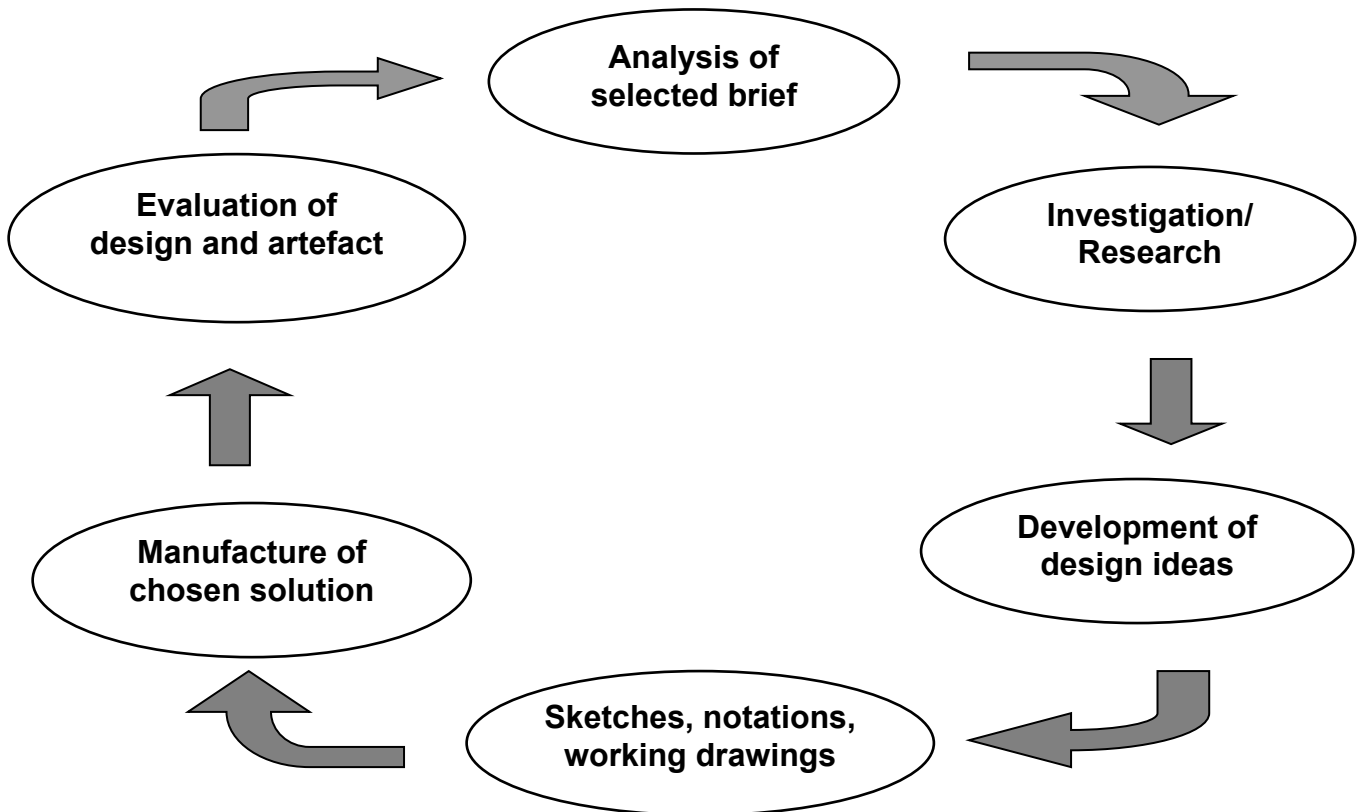 Analysis of
selected brief
Investigation/
Research
Development of
design ideas
Sketches, notations,
working drawings
Manufacture of
chosen solution
Evaluation of
design and artefact